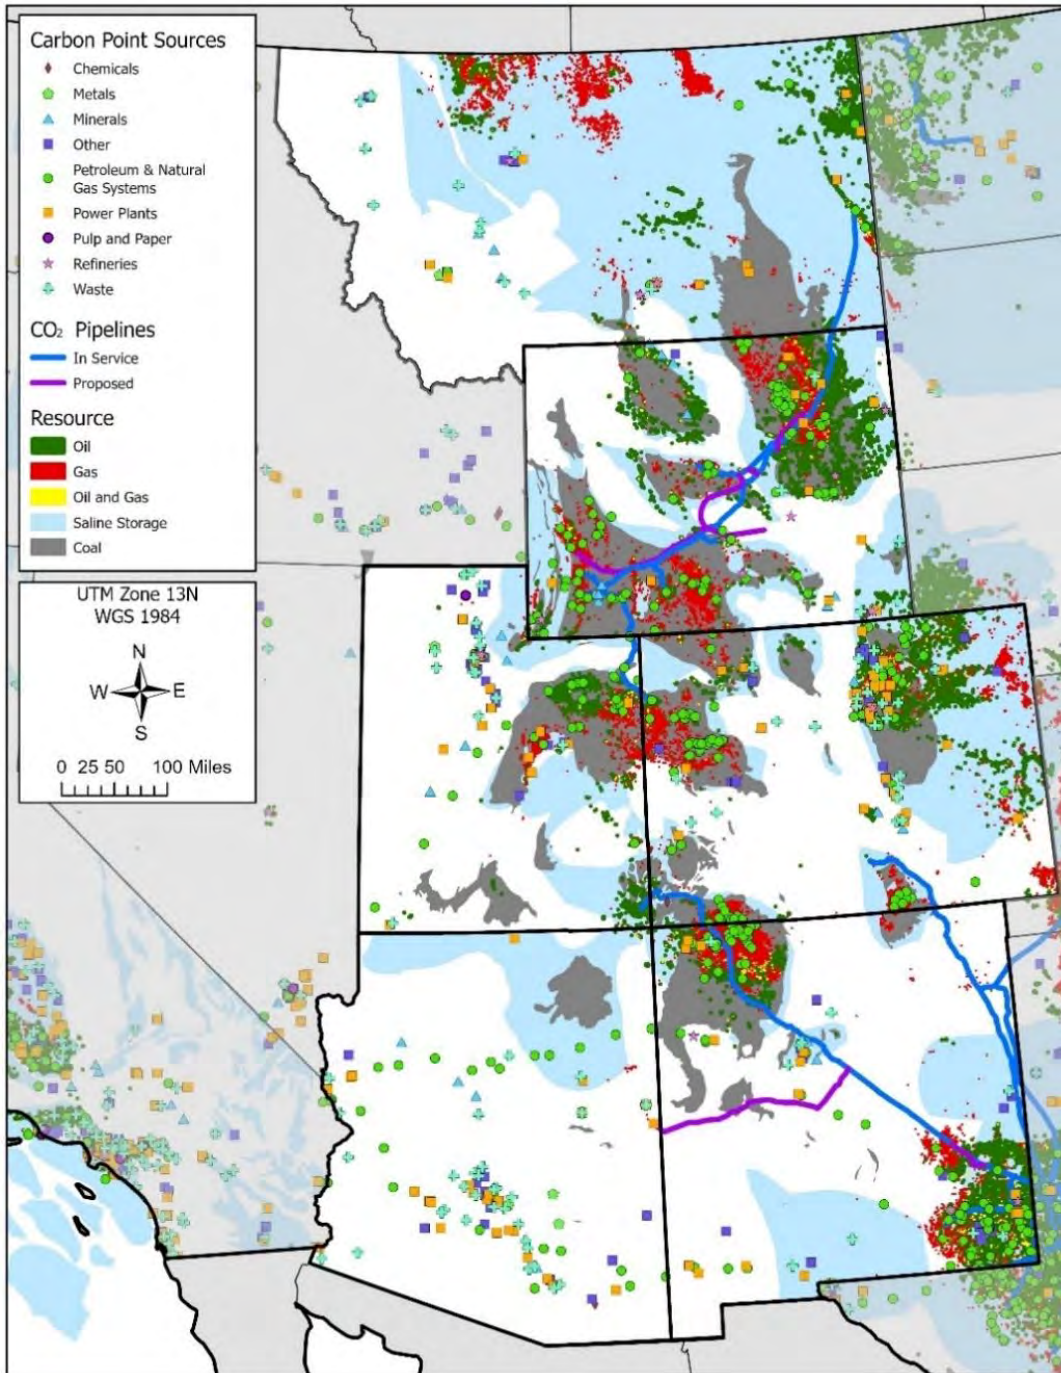 Carbon Point Sources
Chemicals
Metals
Minerals
Other
Petroleum & Natural
Gas Systems
Power Plants
Pulp and Paper
Refineries
Waste
CO₂ Pipelines
In Service
Proposed
Resource
Oil
Gas
Oil and Gas
Saline Storage
Coal
UTM Zone 13N
WGS 1984
N
W E
S
0 25 50 100 Miles